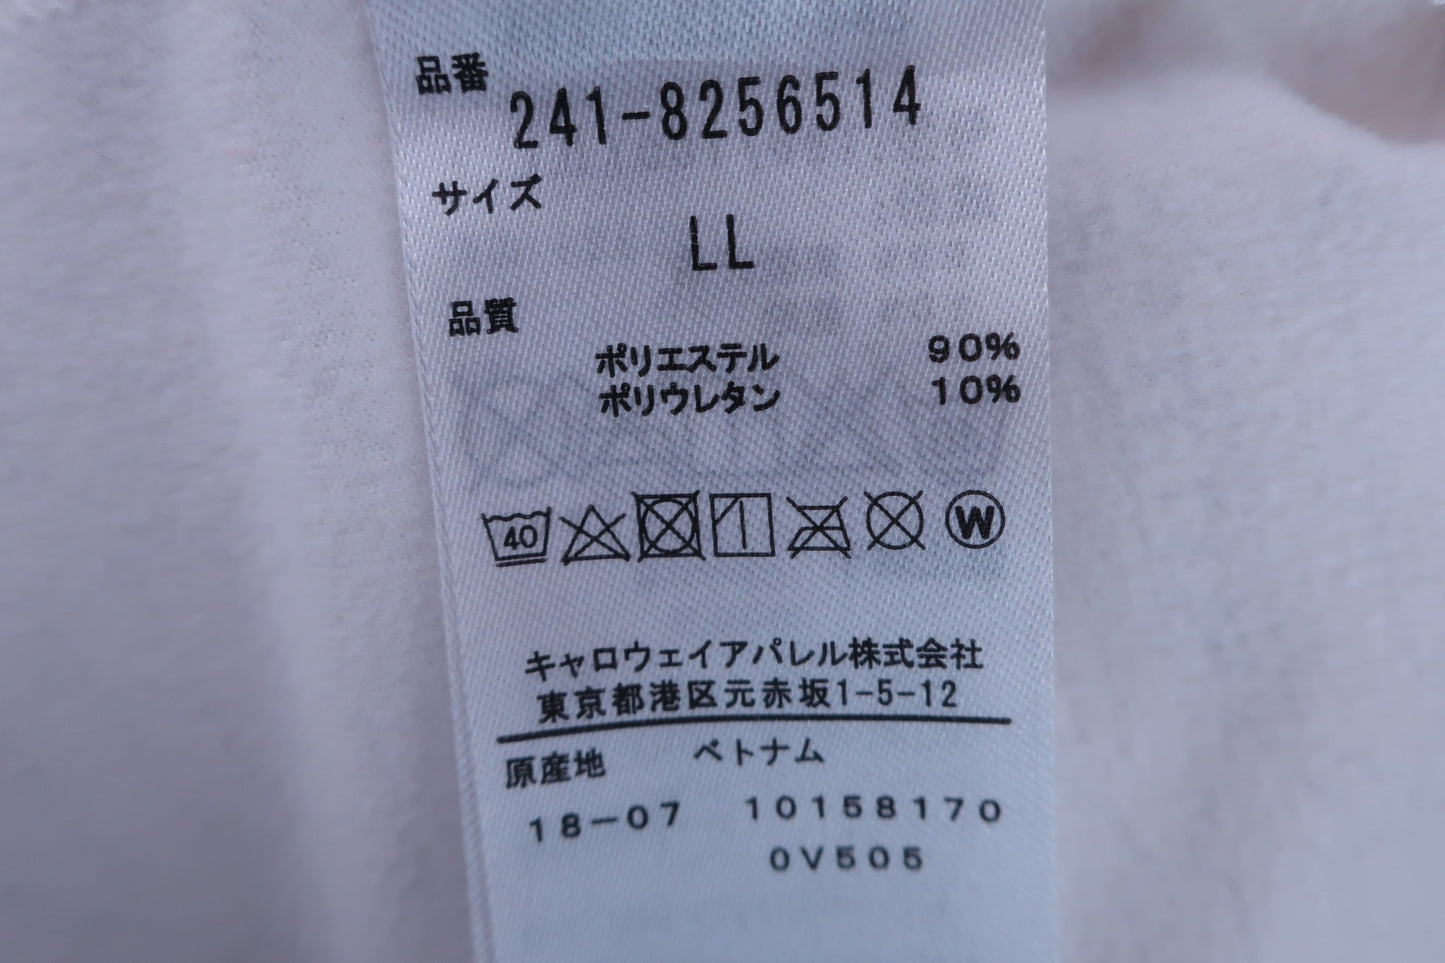 品番
241-8256514
サイズ
LL
品質
ポリエステル 90%
ポリウレタン 10%
40 W
キャロウェイアパレル株式会社
東京都港区元赤坂1-5-12
原産地 ベトナム
18-07 10158170
0V505